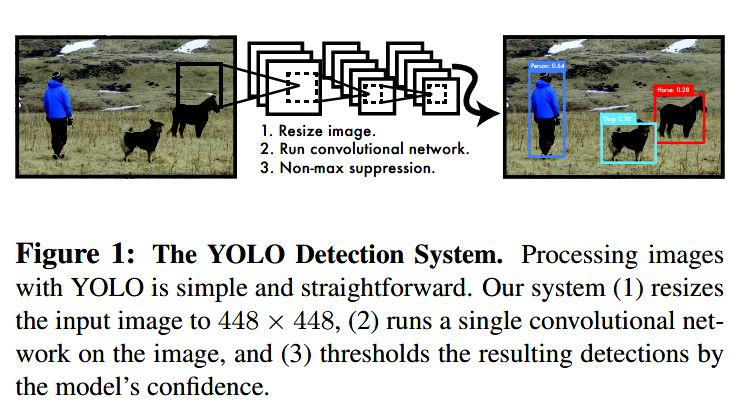 Person: 0.64
Horse: 0.28
Dog: 0.30
1. Resize image.
2. Run convolutional network.
3. Non-max suppression.
Figure 1: The YOLO Detection System. Processing images
with YOLO is simple and straightforward. Our system (1) resizes
the input image to 448 × 448, (2) runs a single convolutional net-
work on the image, and (3) thresholds the resulting detections by
the model’s confidence.